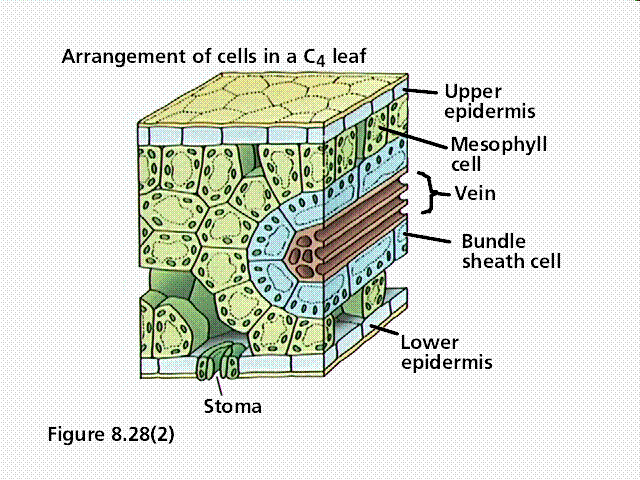 Arrangement of cells in a C4 leaf
Upper
epidermis
Mesophyll
cell
Vein
Bundle
sheath cell
Lower
epidermis
Stoma
Figure 8.28(2)